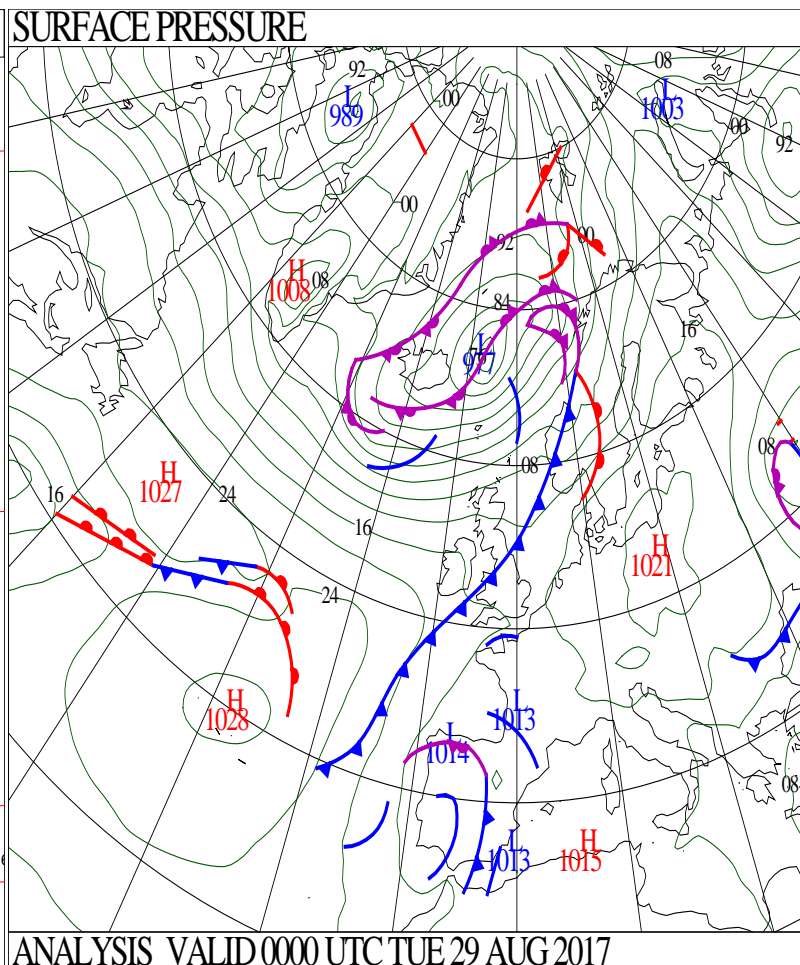 SURFACE PRESSURE
92
08
L
989
00
L
1003
00
92
00
92
00
H
1008
08
84
16
L
977
08
08
H
1027
16
24
16
H
1021
24
H
1028
L
1013
L
1014
08
L
1013
H
1015
ANALYSIS VALID 0000 UTC TUE 29 AUG 2017